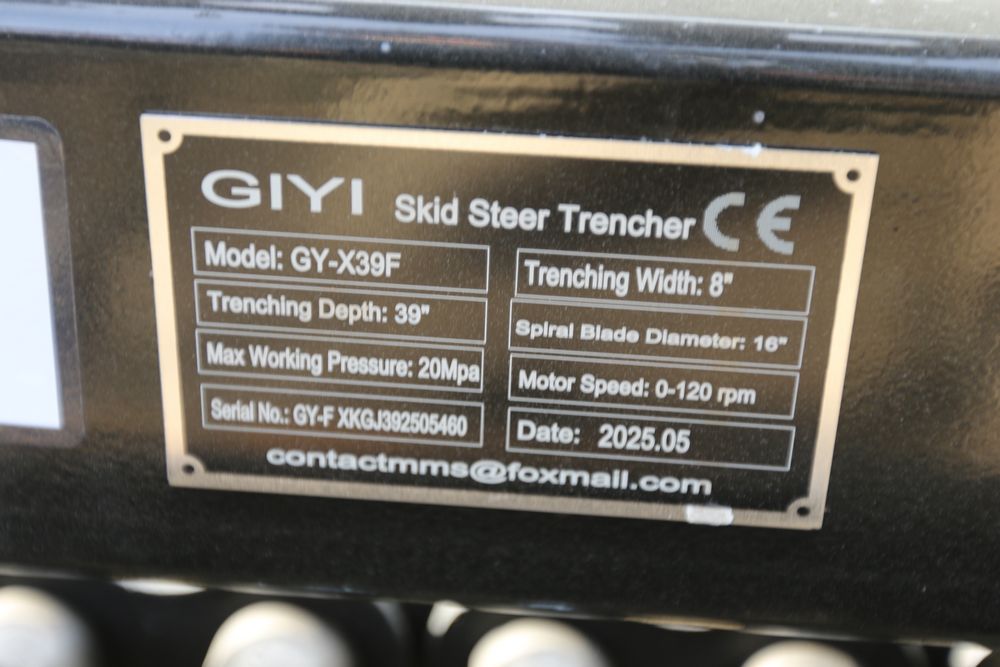 GIYI Skid Steer Trencher CE
Model: GY-X39F
Trenching Width: 8"
Trenching Depth: 39"
Spiral Blade Diameter: 16"
Max Working Pressure: 20Mpa
Motor Speed: 0-120 rpm
Serial No.: GY-F XKGJ392505460
Date: 2025.05
contactmms@foxmail.com